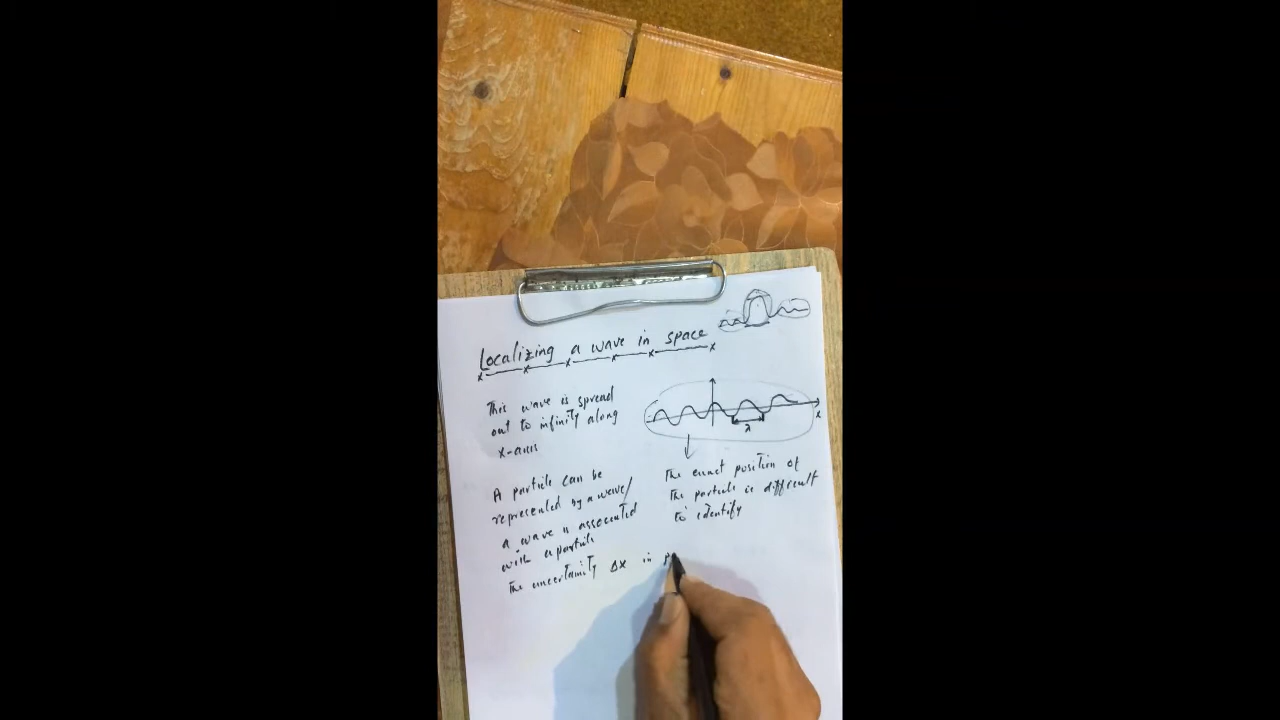 Localizing a wave in space
This wave is spread
out to infinity along
x-axis
x
λ
A particle can be
represented by a wave/
a wave is associated
with a particle
The exact position of
the particle is difficult
to identify
The uncertainity Δx in